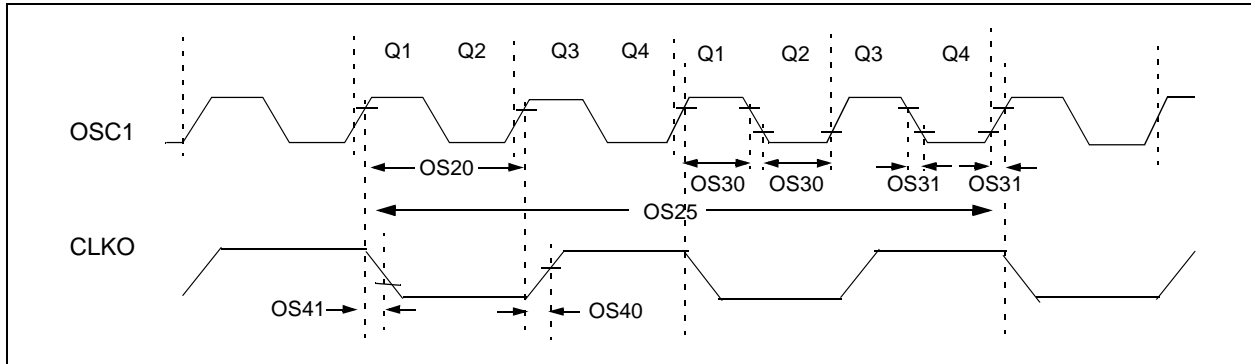 Q1 Q2 Q3 Q4 Q1 Q2 Q3 Q4
OSC1
OS20
OS30 OS30 OS31 OS31
OS25
CLKO
OS41 OS40